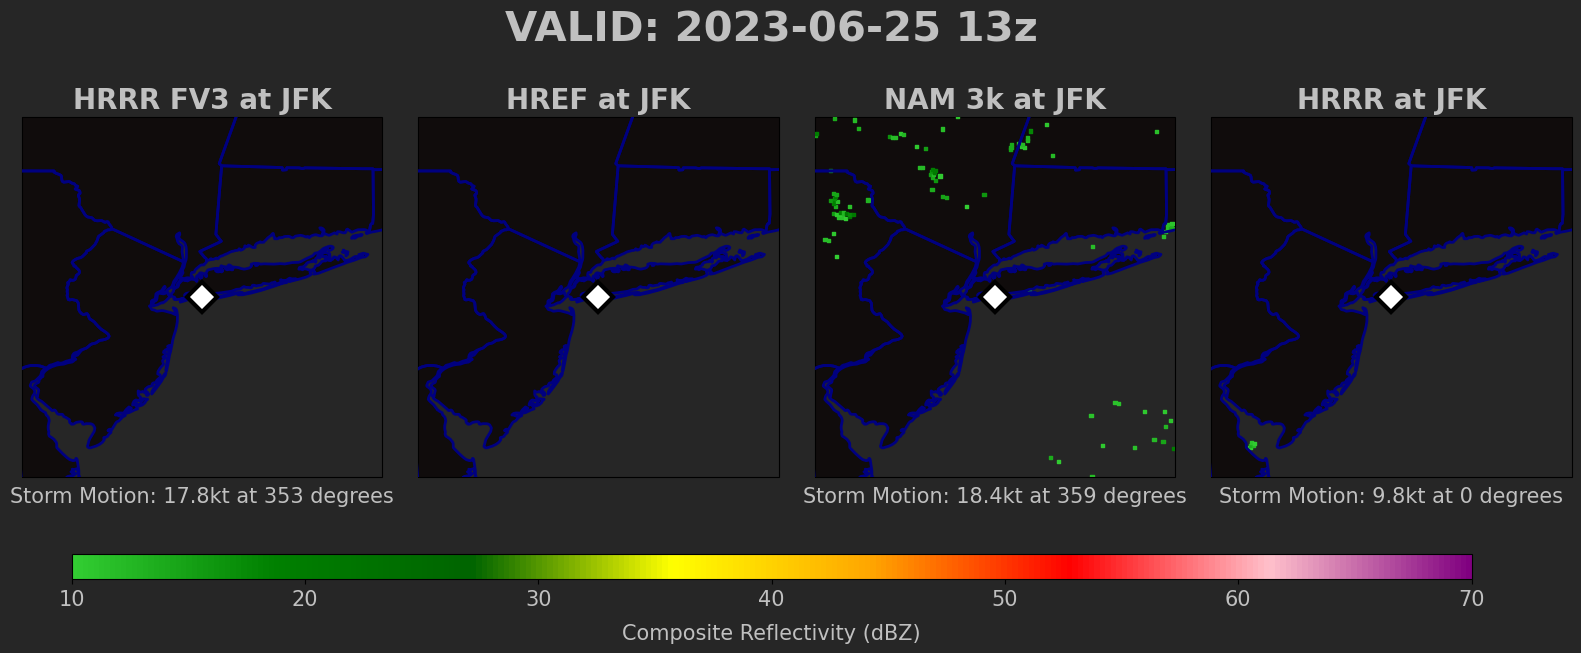 VALID: 2023-06-25 13z
HRRR FV3 at JFK
HREF at JFK
NAM 3k at JFK
HRRR at JFK
Storm Motion: 17.8kt at 353 degrees
Storm Motion: 18.4kt at 359 degrees
Storm Motion: 9.8kt at 0 degrees
10 20 30 40 50 60 70
Composite Reflectivity (dBZ)